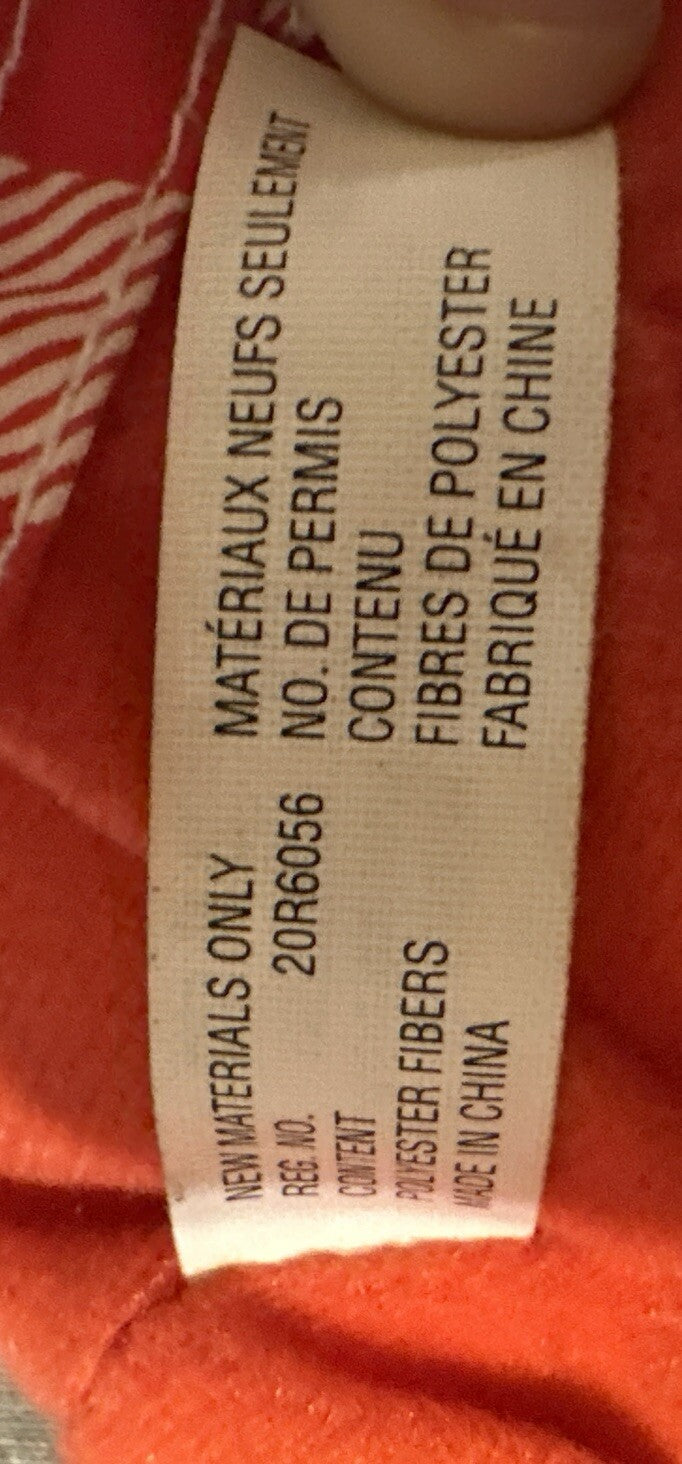 NEW MATERIALS ONLY
REG. NO. 20R6056
CONTENT
POLYESTER FIBERS
MADE IN CHINA
MATÉRIAUX NEUFS SEULEMENT
NO. DE PERMIS
CONTENU
FIBRES DE POLYESTER
FABRIQUÉ EN CHINE